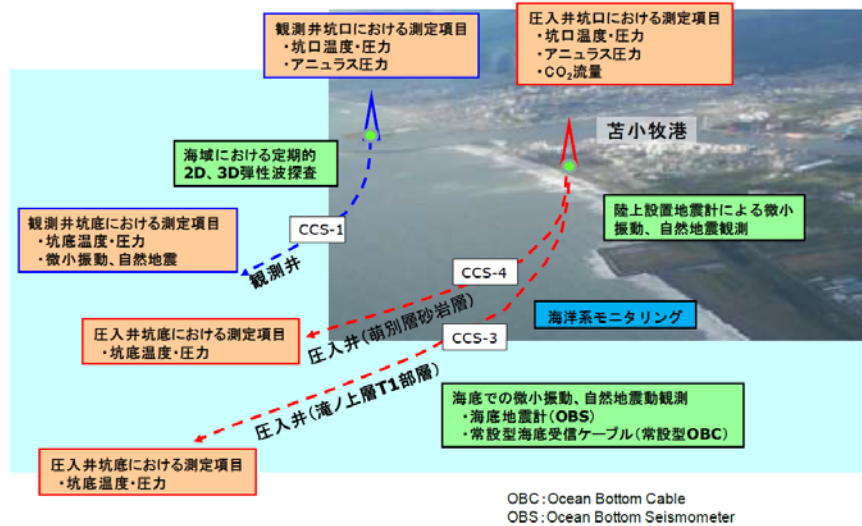 観測井坑口における測定項目
・坑口温度・圧力
・アニュラス圧力
圧入井坑口における測定項目
・坑口温度・圧力
・アニュラス圧力
・CO₂流量
苫小牧港
海域における定期的
2D、3D弾性波探査
陸上設置地震計による微小
振動、自然地震観測
観測井坑底における測定項目
・坑底温度・圧力
・微小振動、自然地震
CCS-1
観測井
CCS-4
圧入井(萌別層砂岩層)
海洋系モニタリング
圧入井坑底における測定項目
・坑底温度・圧力
CCS-3
圧入井(滝ノ上層T1部層)
海底での微小振動、自然地震動観測
・海底地震計(OBS)
・常設型海底受信ケーブル(常設型OBC)
圧入井坑底における測定項目
・坑底温度・圧力
OBC:Ocean Bottom Cable
OBS:Ocean Bottom Seismometer